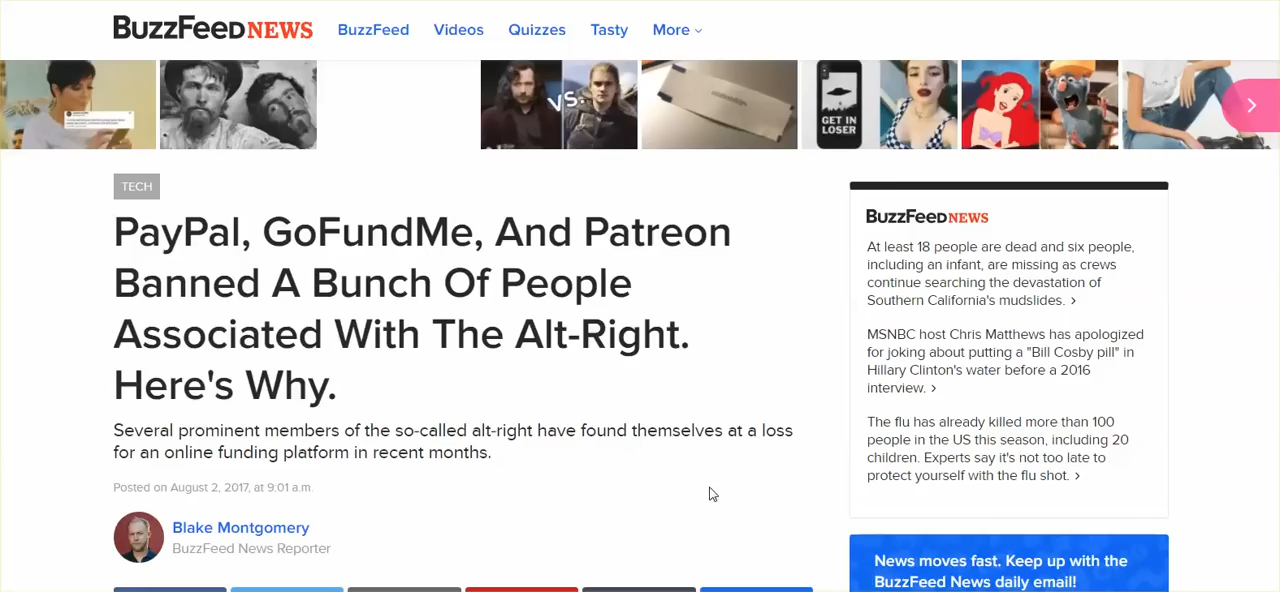 BuzzFeed NEWS BuzzFeed Videos Quizzes Tasty More
VS.
GET IN
LOSER
TECH
PayPal, GoFundMe, And Patreon
Banned A Bunch Of People
Associated With The Alt-Right.
Here's Why.
Several prominent members of the so-called alt-right have found themselves at a loss
for an online funding platform in recent months.
Posted on August 2, 2017, at 9:01 a.m.
Blake Montgomery
BuzzFeed News Reporter
BuzzFeed NEWS
At least 18 people are dead and six people,
including an infant, are missing as crews
continue searching the devastation of
Southern California's mudslides. ›
MSNBC host Chris Matthews has apologized
for joking about putting a "Bill Cosby pill" in
Hillary Clinton's water before a 2016
interview. ›
The flu has already killed more than 100
people in the US this season, including 20
children. Experts say it's not too late to
protect yourself with the flu shot. ›
News moves fast. Keep up with the
BuzzFeed News daily email!